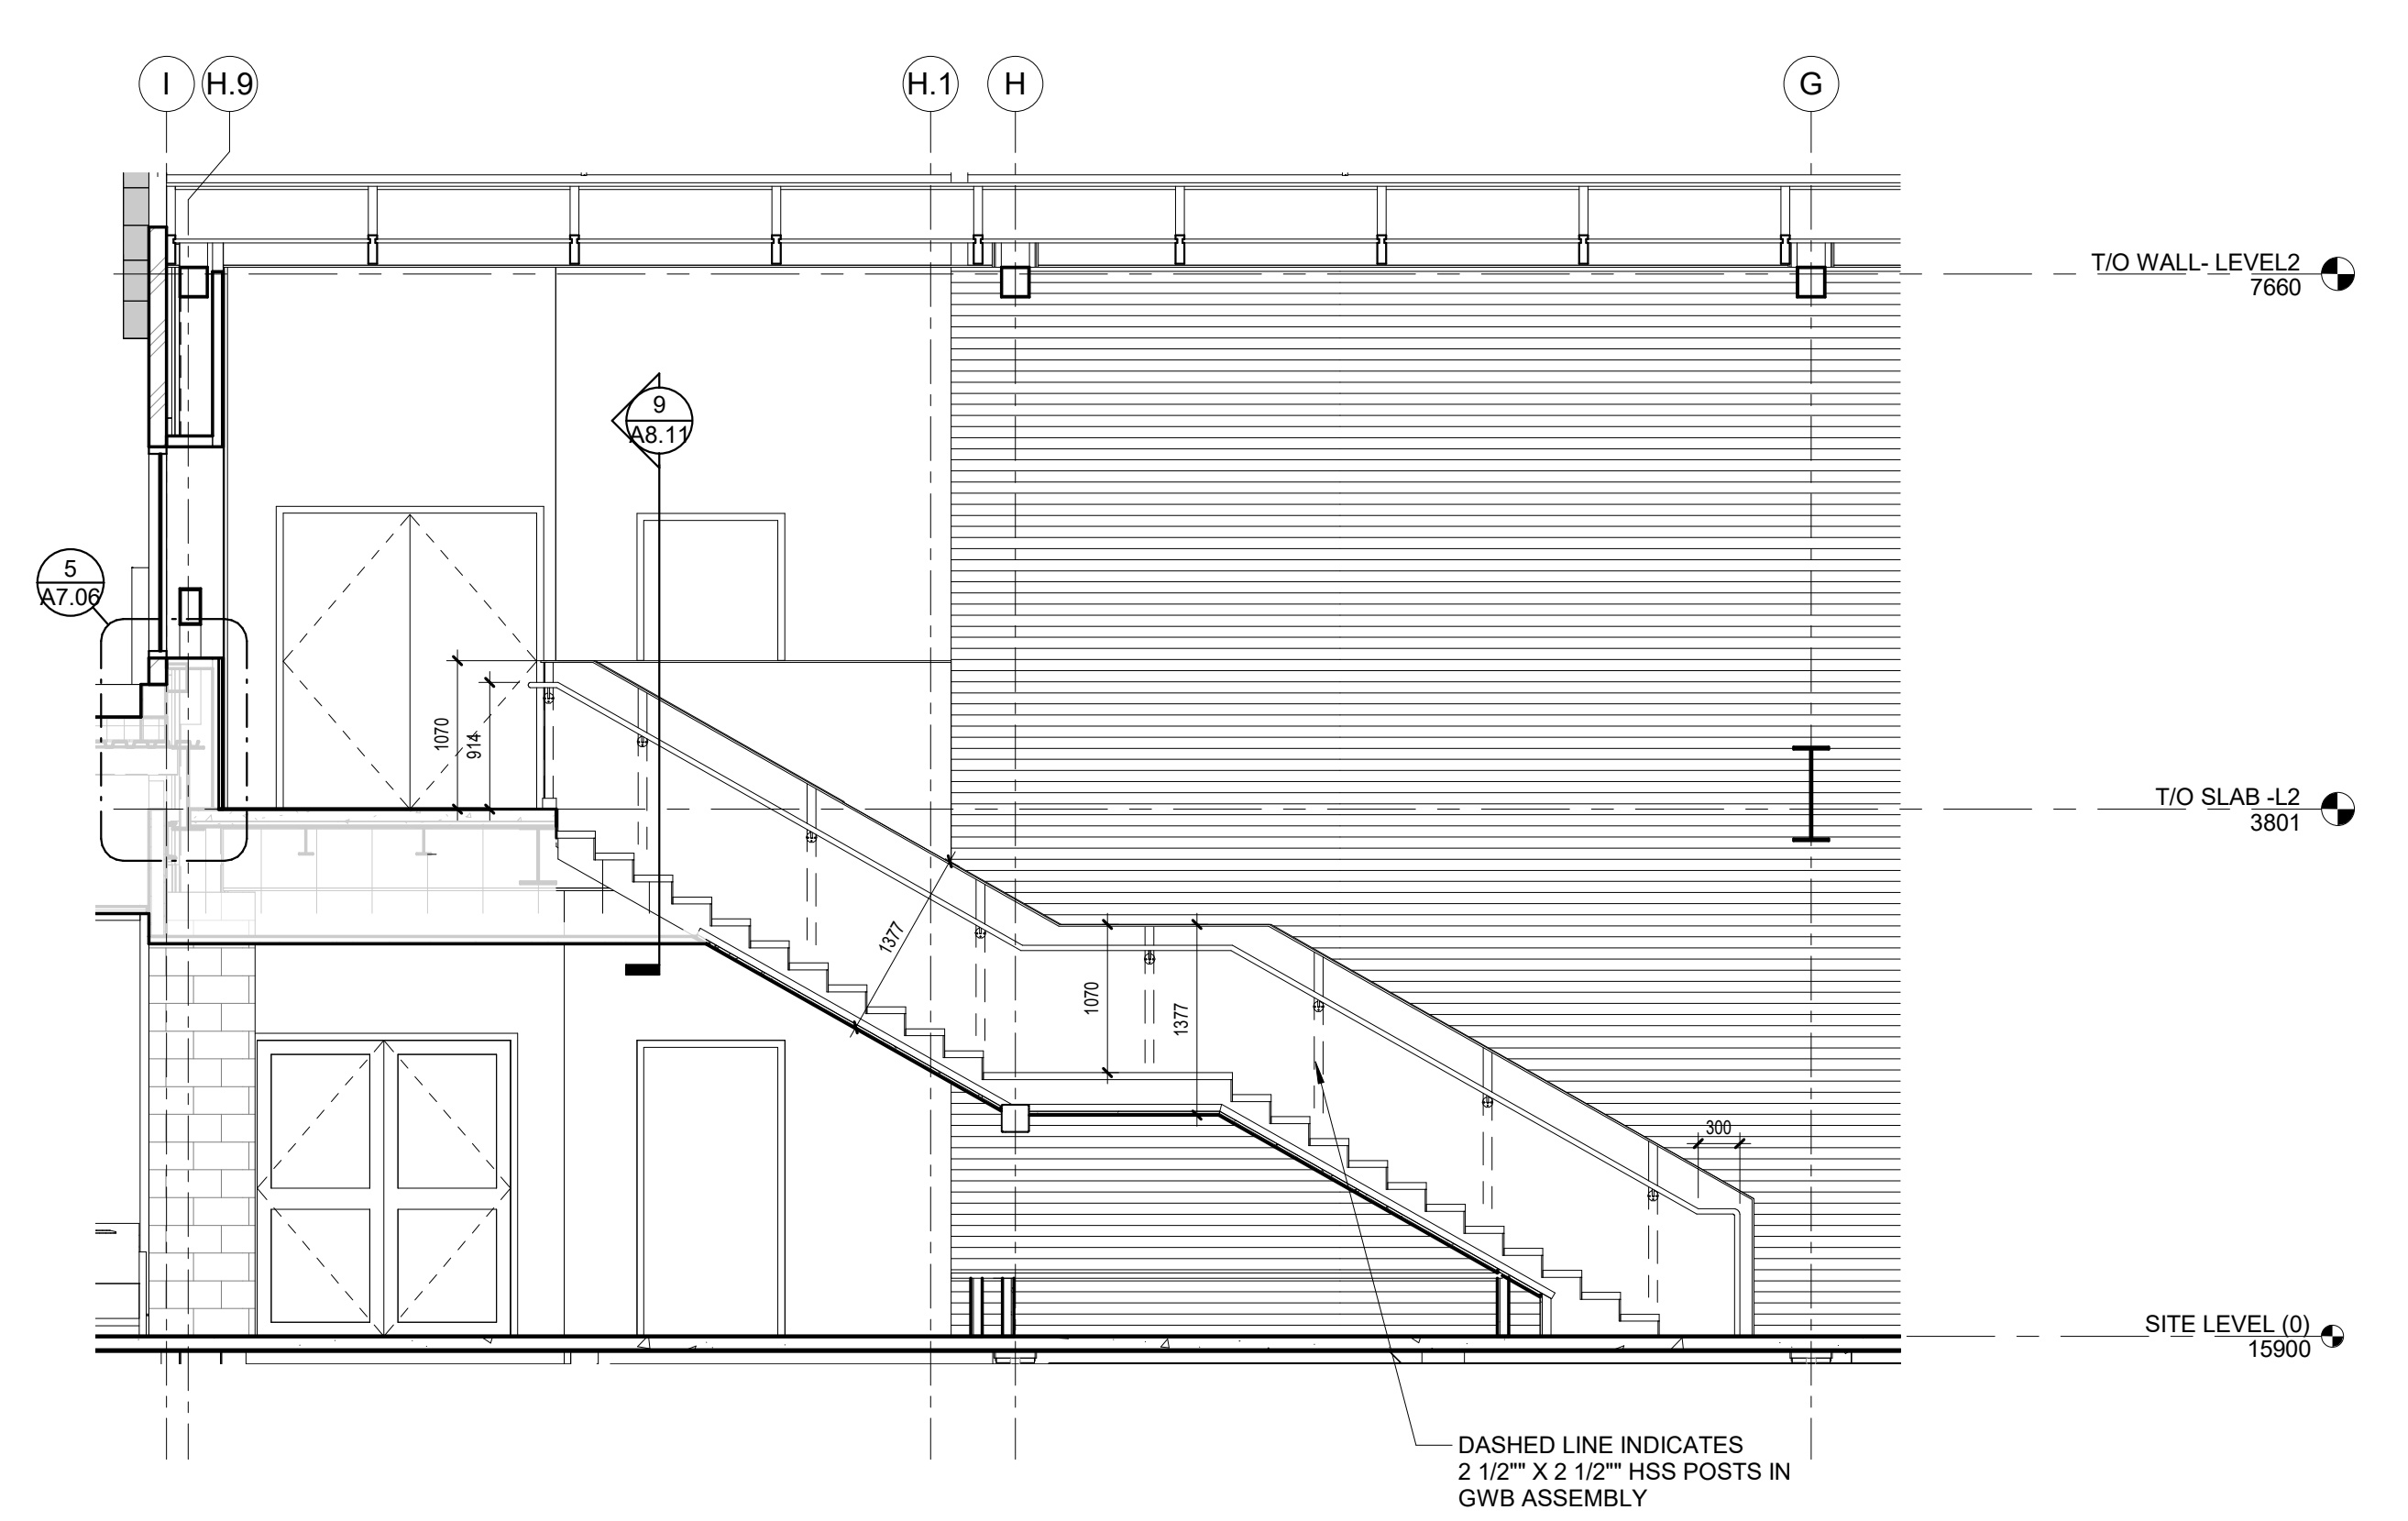 I
H.9
H.1
H
G
T/O WALL- LEVEL2
7660
9
A8.11
5
A7.06
1070
914
T/O SLAB -L2
3801
1377
1070
1377
300
SITE LEVEL (0)
15900
DASHED LINE INDICATES
2 1/2"" X 2 1/2"" HSS POSTS IN
GWB ASSEMBLY